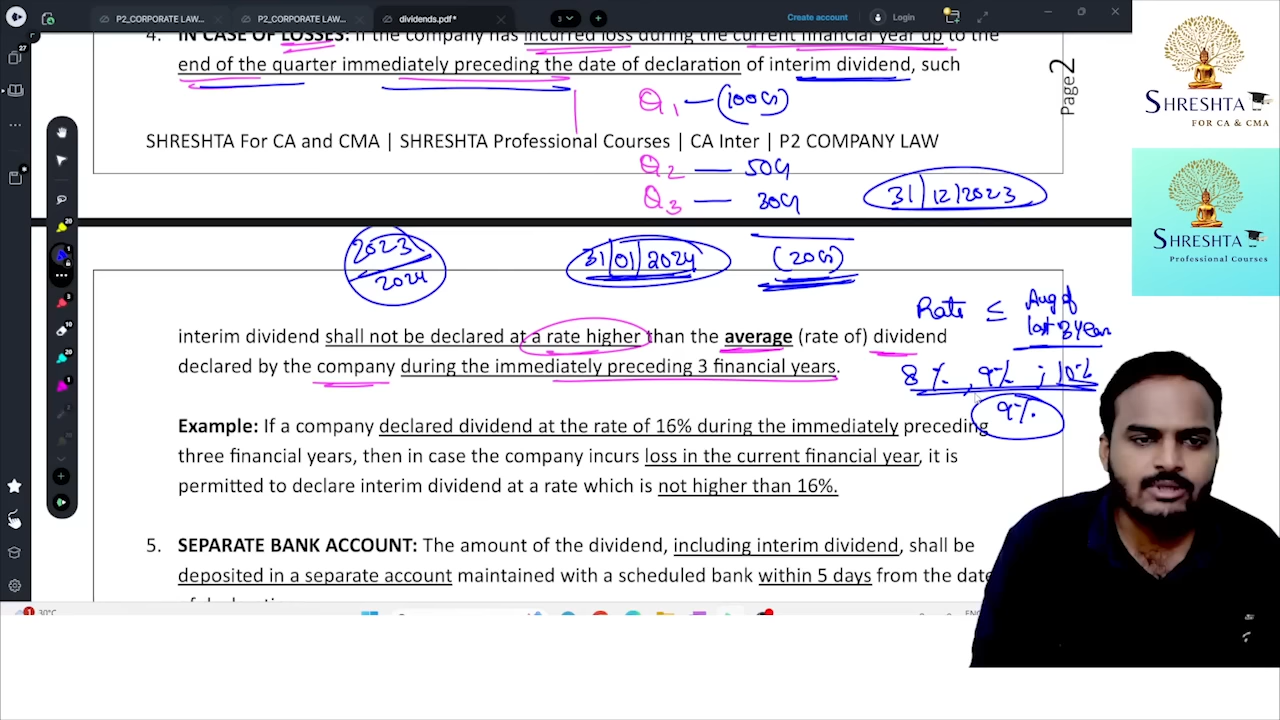 P2_CORPORATE LAW...
P2_CORPORATE LAW...
dividends.pdf*
3
Create account
Login
27
4. IN CASE OF LOSSES: If the company has incurred loss during the current financial year up to the
end of the quarter immediately preceding the date of declaration of interim dividend, such
Q1 — (100Cr)
SHRESHTA For CA and CMA | SHRESHTA Professional Courses | CA Inter | P2 COMPANY LAW
Page 2
Q2 — 50Cr
Q3 — 30Cr
31/12/2023
2023
2024
31/01/2024
(20Cr)
Rate ≤ Avg of
last 3 years
interim dividend shall not be declared at a rate higher than the average (rate of) dividend
declared by the company during the immediately preceding 3 financial years.
8%, 9%; 10%
9%
Example: If a company declared dividend at the rate of 16% during the immediately preceding
three financial years, then in case the company incurs loss in the current financial year, it is
permitted to declare interim dividend at a rate which is not higher than 16%.
5. SEPARATE BANK ACCOUNT: The amount of the dividend, including interim dividend, shall be
deposited in a separate account maintained with a scheduled bank within 5 days from the date
30°C
SHRESHTA
FOR CA & CMA
SHRESHTA
Professional Courses